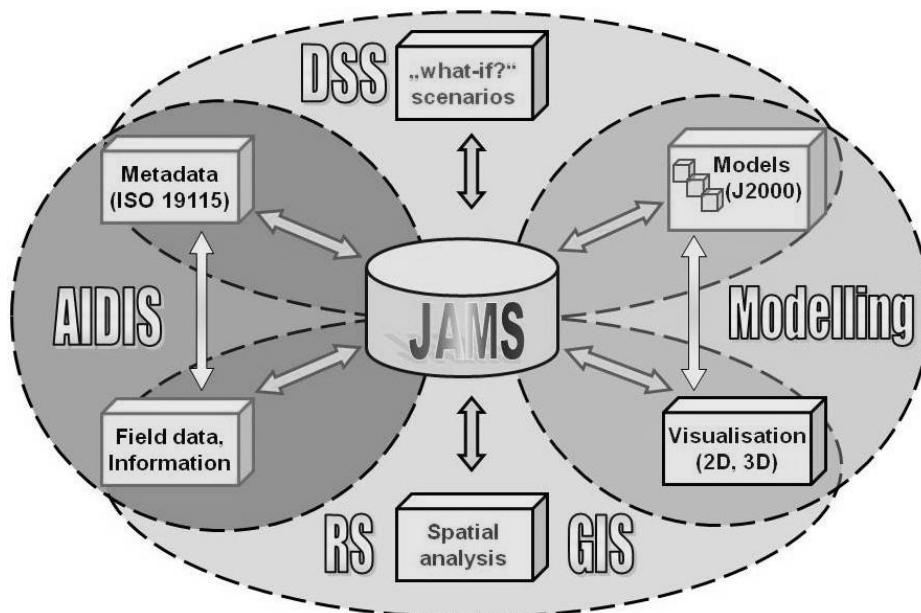 DSS
„what-if?“
scenarios
Metadata
(ISO 19115)
Models
(J2000)
AIDIS
JAMS
Modelling
Field data,
Information
Visualisation
(2D, 3D)
RS
Spatial
analysis
GIS